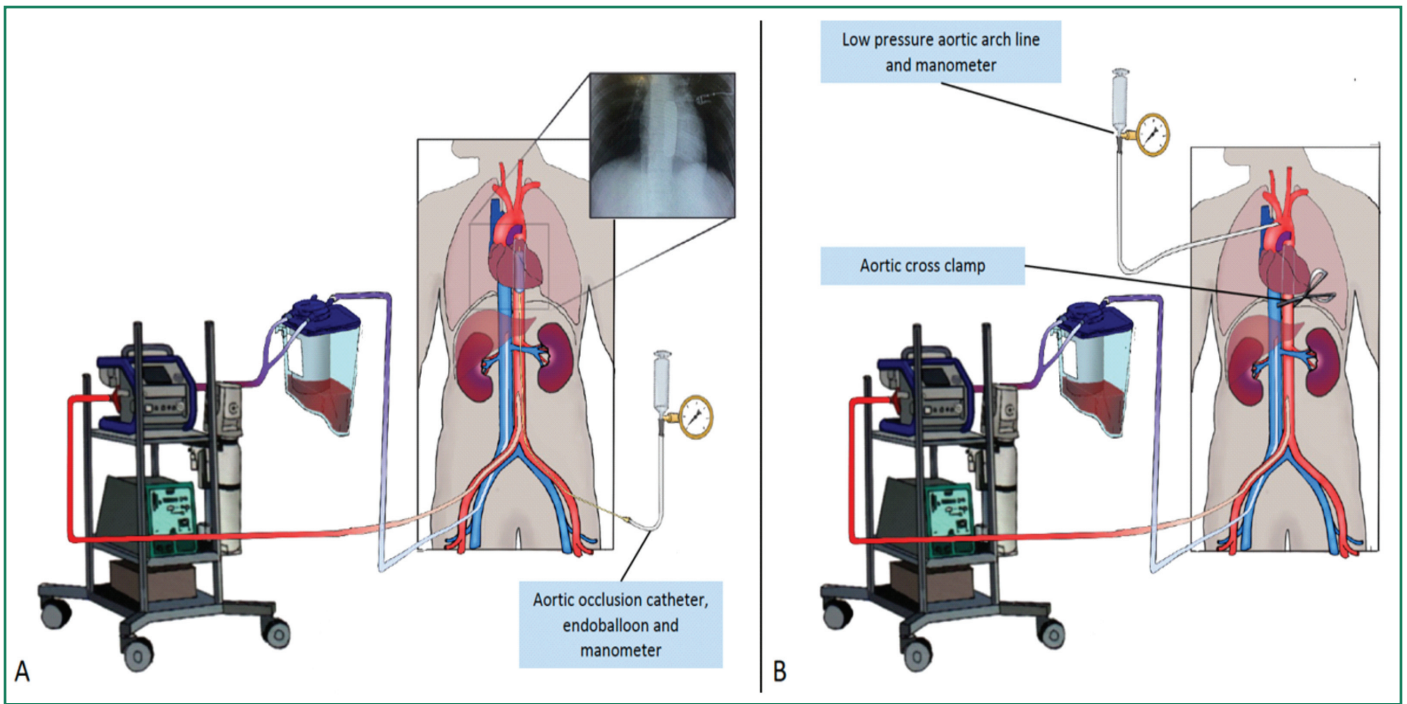 Low pressure aortic arch line
and manometer
Aortic cross clamp
Aortic occlusion catheter,
endoballoon and
manometer
A
B